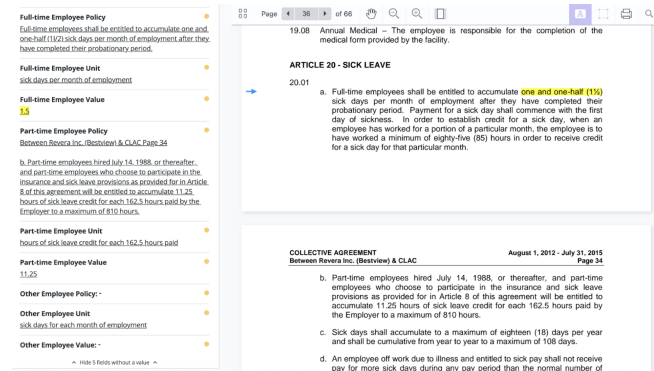 Full-time Employee Policy
Full-time employees shall be entitled to accumulate one and
one-half (1I/2) sick days per month of employment after they
have completed their probationary period.
Full-time Employee Unit
sick days per month of employment
Full-time Employee Value
1.5
Part-time Employee Policy
Between Revera Inc. (Bestview) & CLAC Page 34
b. Part-time employees hired July 14, 1988, or thereafter,
and part-time employees who choose to participate in the
insurance and sick leave provisions as provided for in Article
8 of this agreement will be entitled to accumulate 11.25
hours of sick leave credit for each 162.5 hours paid by the
Employer to a maximum of 810 hours.
Part-time Employee Unit
hours of sick leave credit for each 162.5 hours paid
Part-time Employee Value
11.25
Other Employee Policy: -
Other Employee Unit
sick days for each month of employment
Other Employee Value: -
Hide 5 fields without a value
Page 36 of 66
A
19.08 Annual Medical – The employee is responsible for the completion of the
medical form provided by the facility.
ARTICLE 20 - SICK LEAVE
20.01
a. Full-time employees shall be entitled to accumulate one and one-half (1½)
sick days per month of employment after they have completed their
probationary period. Payment for a sick day shall commence with the first
day of sickness. In order to establish credit for a sick day, when an
employee has worked for a portion of a particular month, the employee is to
have worked a minimum of eighty-five (85) hours in order to receive credit
for a sick day for that particular month.
COLLECTIVE AGREEMENT August 1, 2012 - July 31, 2015
Between Revera Inc. (Bestview) & CLAC Page 34
b. Part-time employees hired July 14, 1988, or thereafter, and part-time
employees who choose to participate in the insurance and sick leave
provisions as provided for in Article 8 of this agreement will be entitled to
accumulate 11.25 hours of sick leave credit for each 162.5 hours paid by
the Employer to a maximum of 810 hours.
c. Sick days shall accumulate to a maximum of eighteen (18) days per year
and shall be cumulative from year to year to a maximum of 108 days.
d. An employee off work due to illness and entitled to sick pay shall not receive
pay for more sick days during any pay period than the normal number of